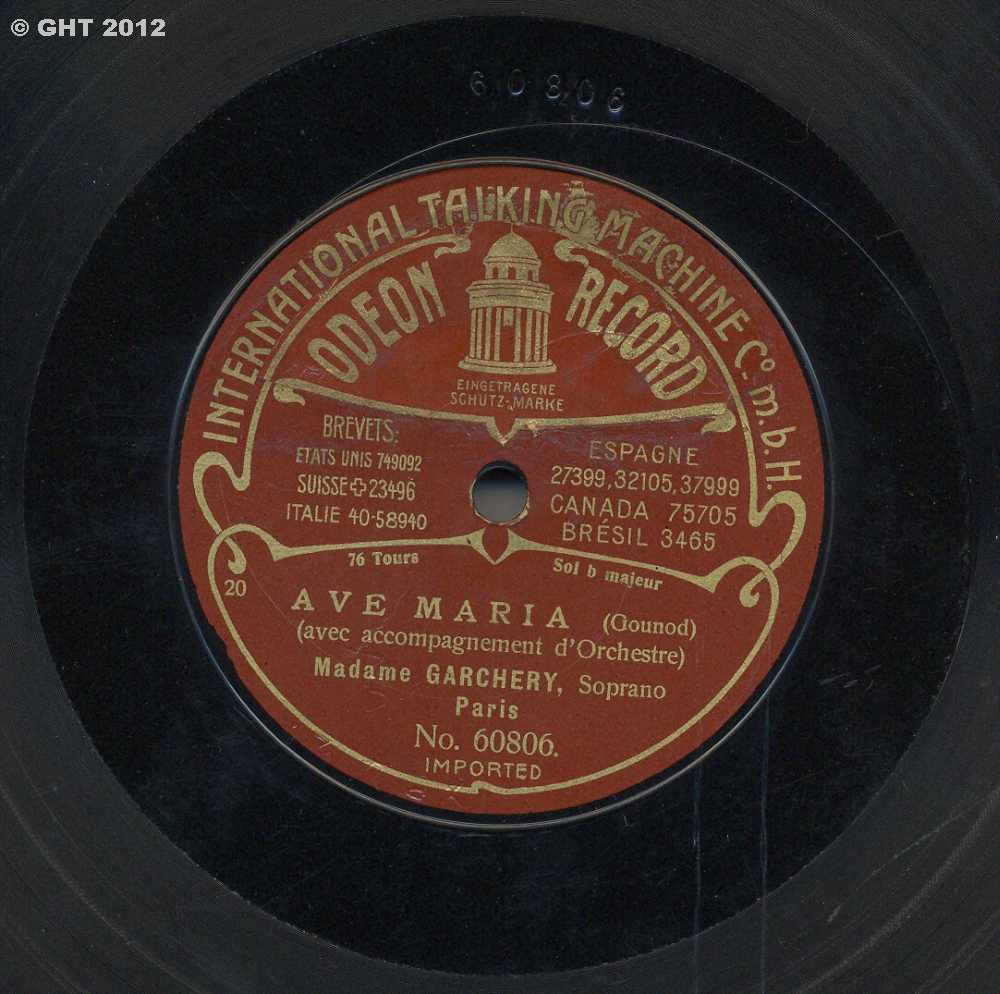 © GHT 2012
60806
INTERNATIONAL TALKING MACHINE Co. m. b. H.
ODEON RECORD
EINGETRAGENE
SCHUTZ-MARKE
BREVETS:
ETATS UNIS 749092
SUISSE ✚ 23496
ITALIE 40-58940
ESPAGNE
27399, 32105, 37999
CANADA 75705
BRÉSIL 3465
76 Tours
Sol b majeur
20
AVE MARIA (Gounod)
(avec accompagnement d'Orchestre)
Madame GARCHERY, Soprano
Paris
No. 60806.
IMPORTED